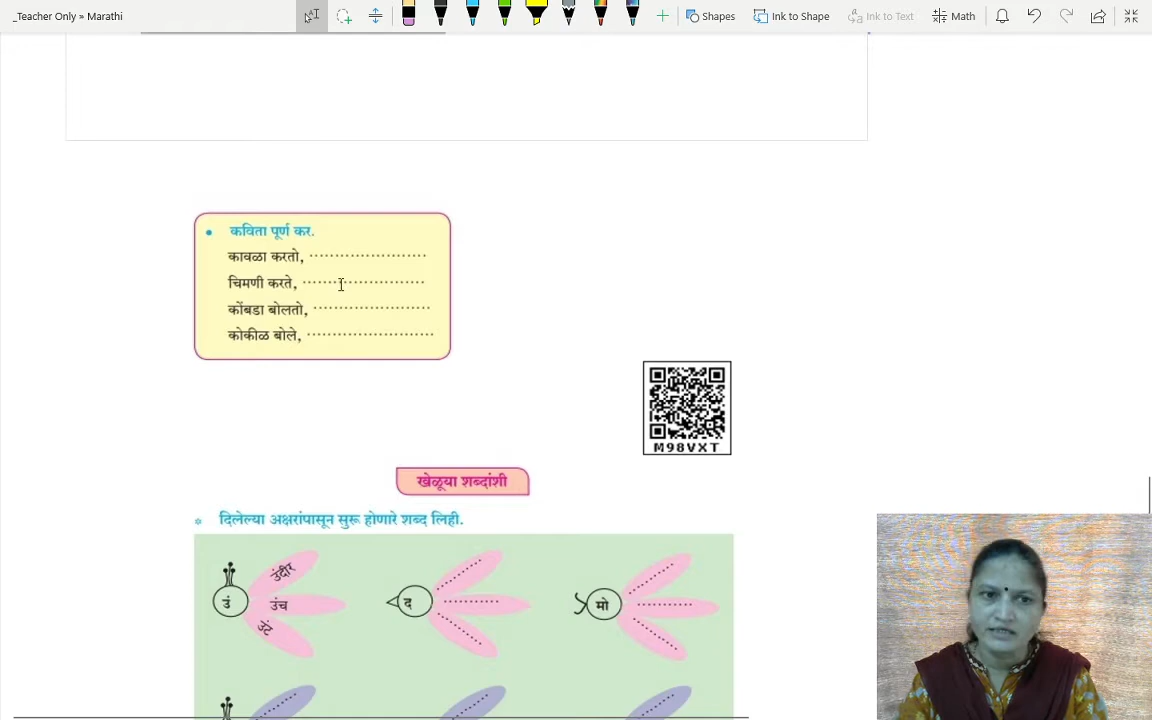 _Teacher Only » Marathi
Shapes
Ink to Shape
Ink to Text
Math
• कविता पूर्ण कर.
कावळा करतो, ........................
चिमणी करते, ........................
कोंबडा बोलतो, ........................
कोकीळ बोले, ........................
M98VXT
खेळूया शब्दांशी
* दिलेल्या अक्षरांपासून सुरू होणारे शब्द लिही.
उं
उंदीर
उंच
उंट
द
मो